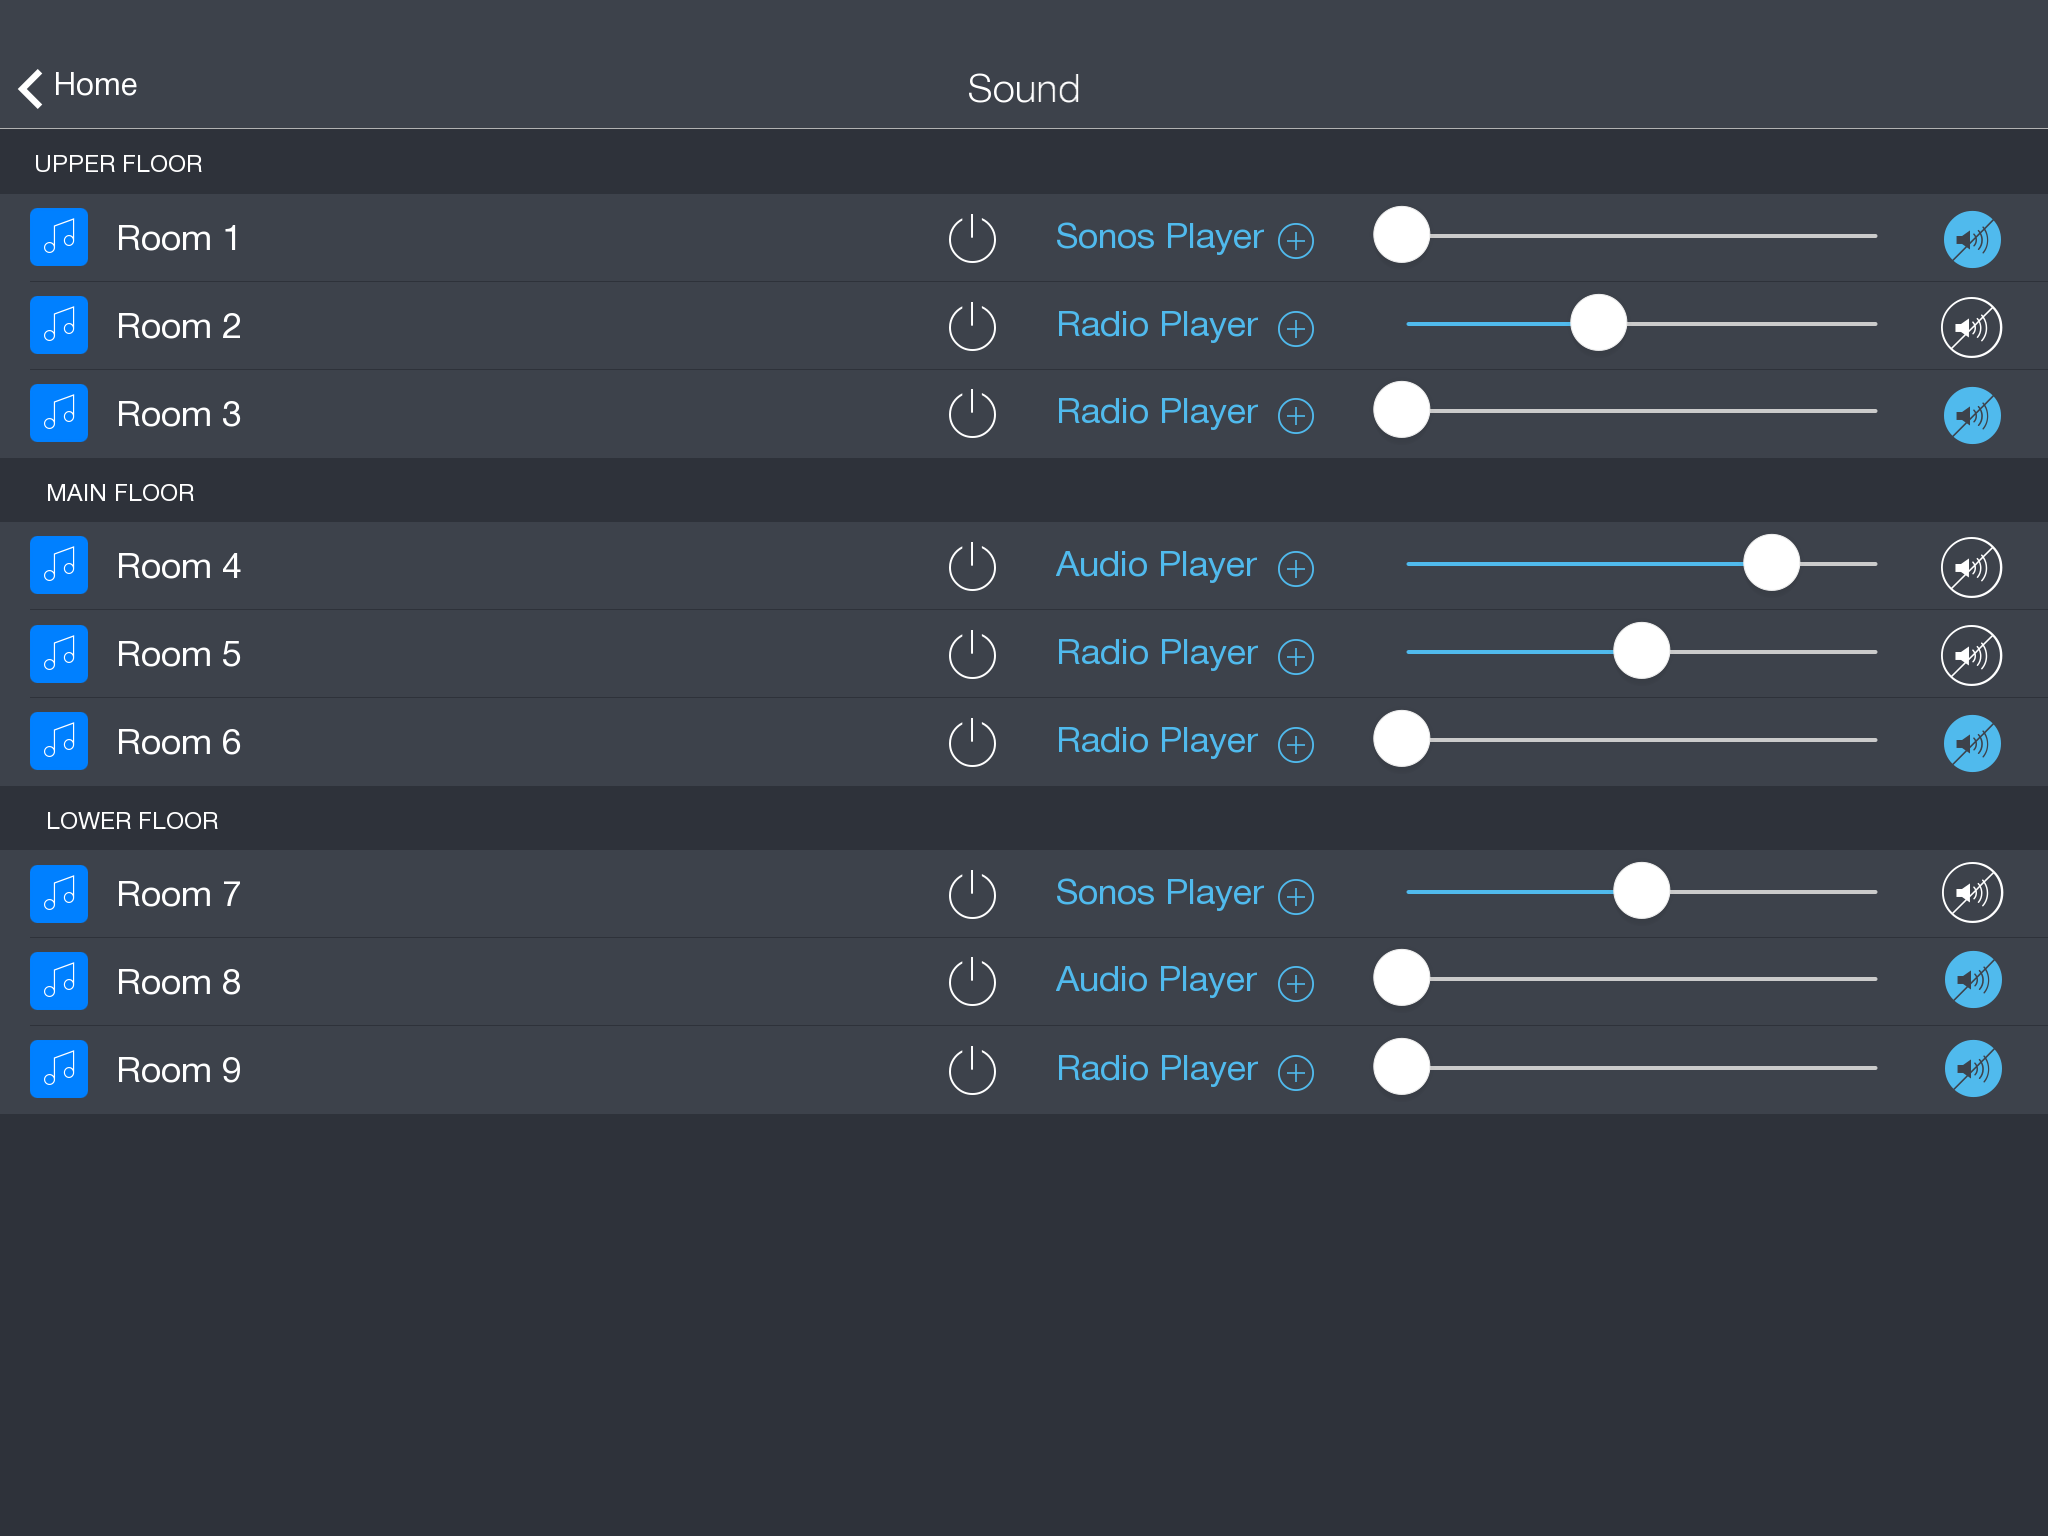 Home
Sound
UPPER FLOOR
Room 1 Sonos Player
Room 2 Radio Player
Room 3 Radio Player
MAIN FLOOR
Room 4 Audio Player
Room 5 Radio Player
Room 6 Radio Player
LOWER FLOOR
Room 7 Sonos Player
Room 8 Audio Player
Room 9 Radio Player